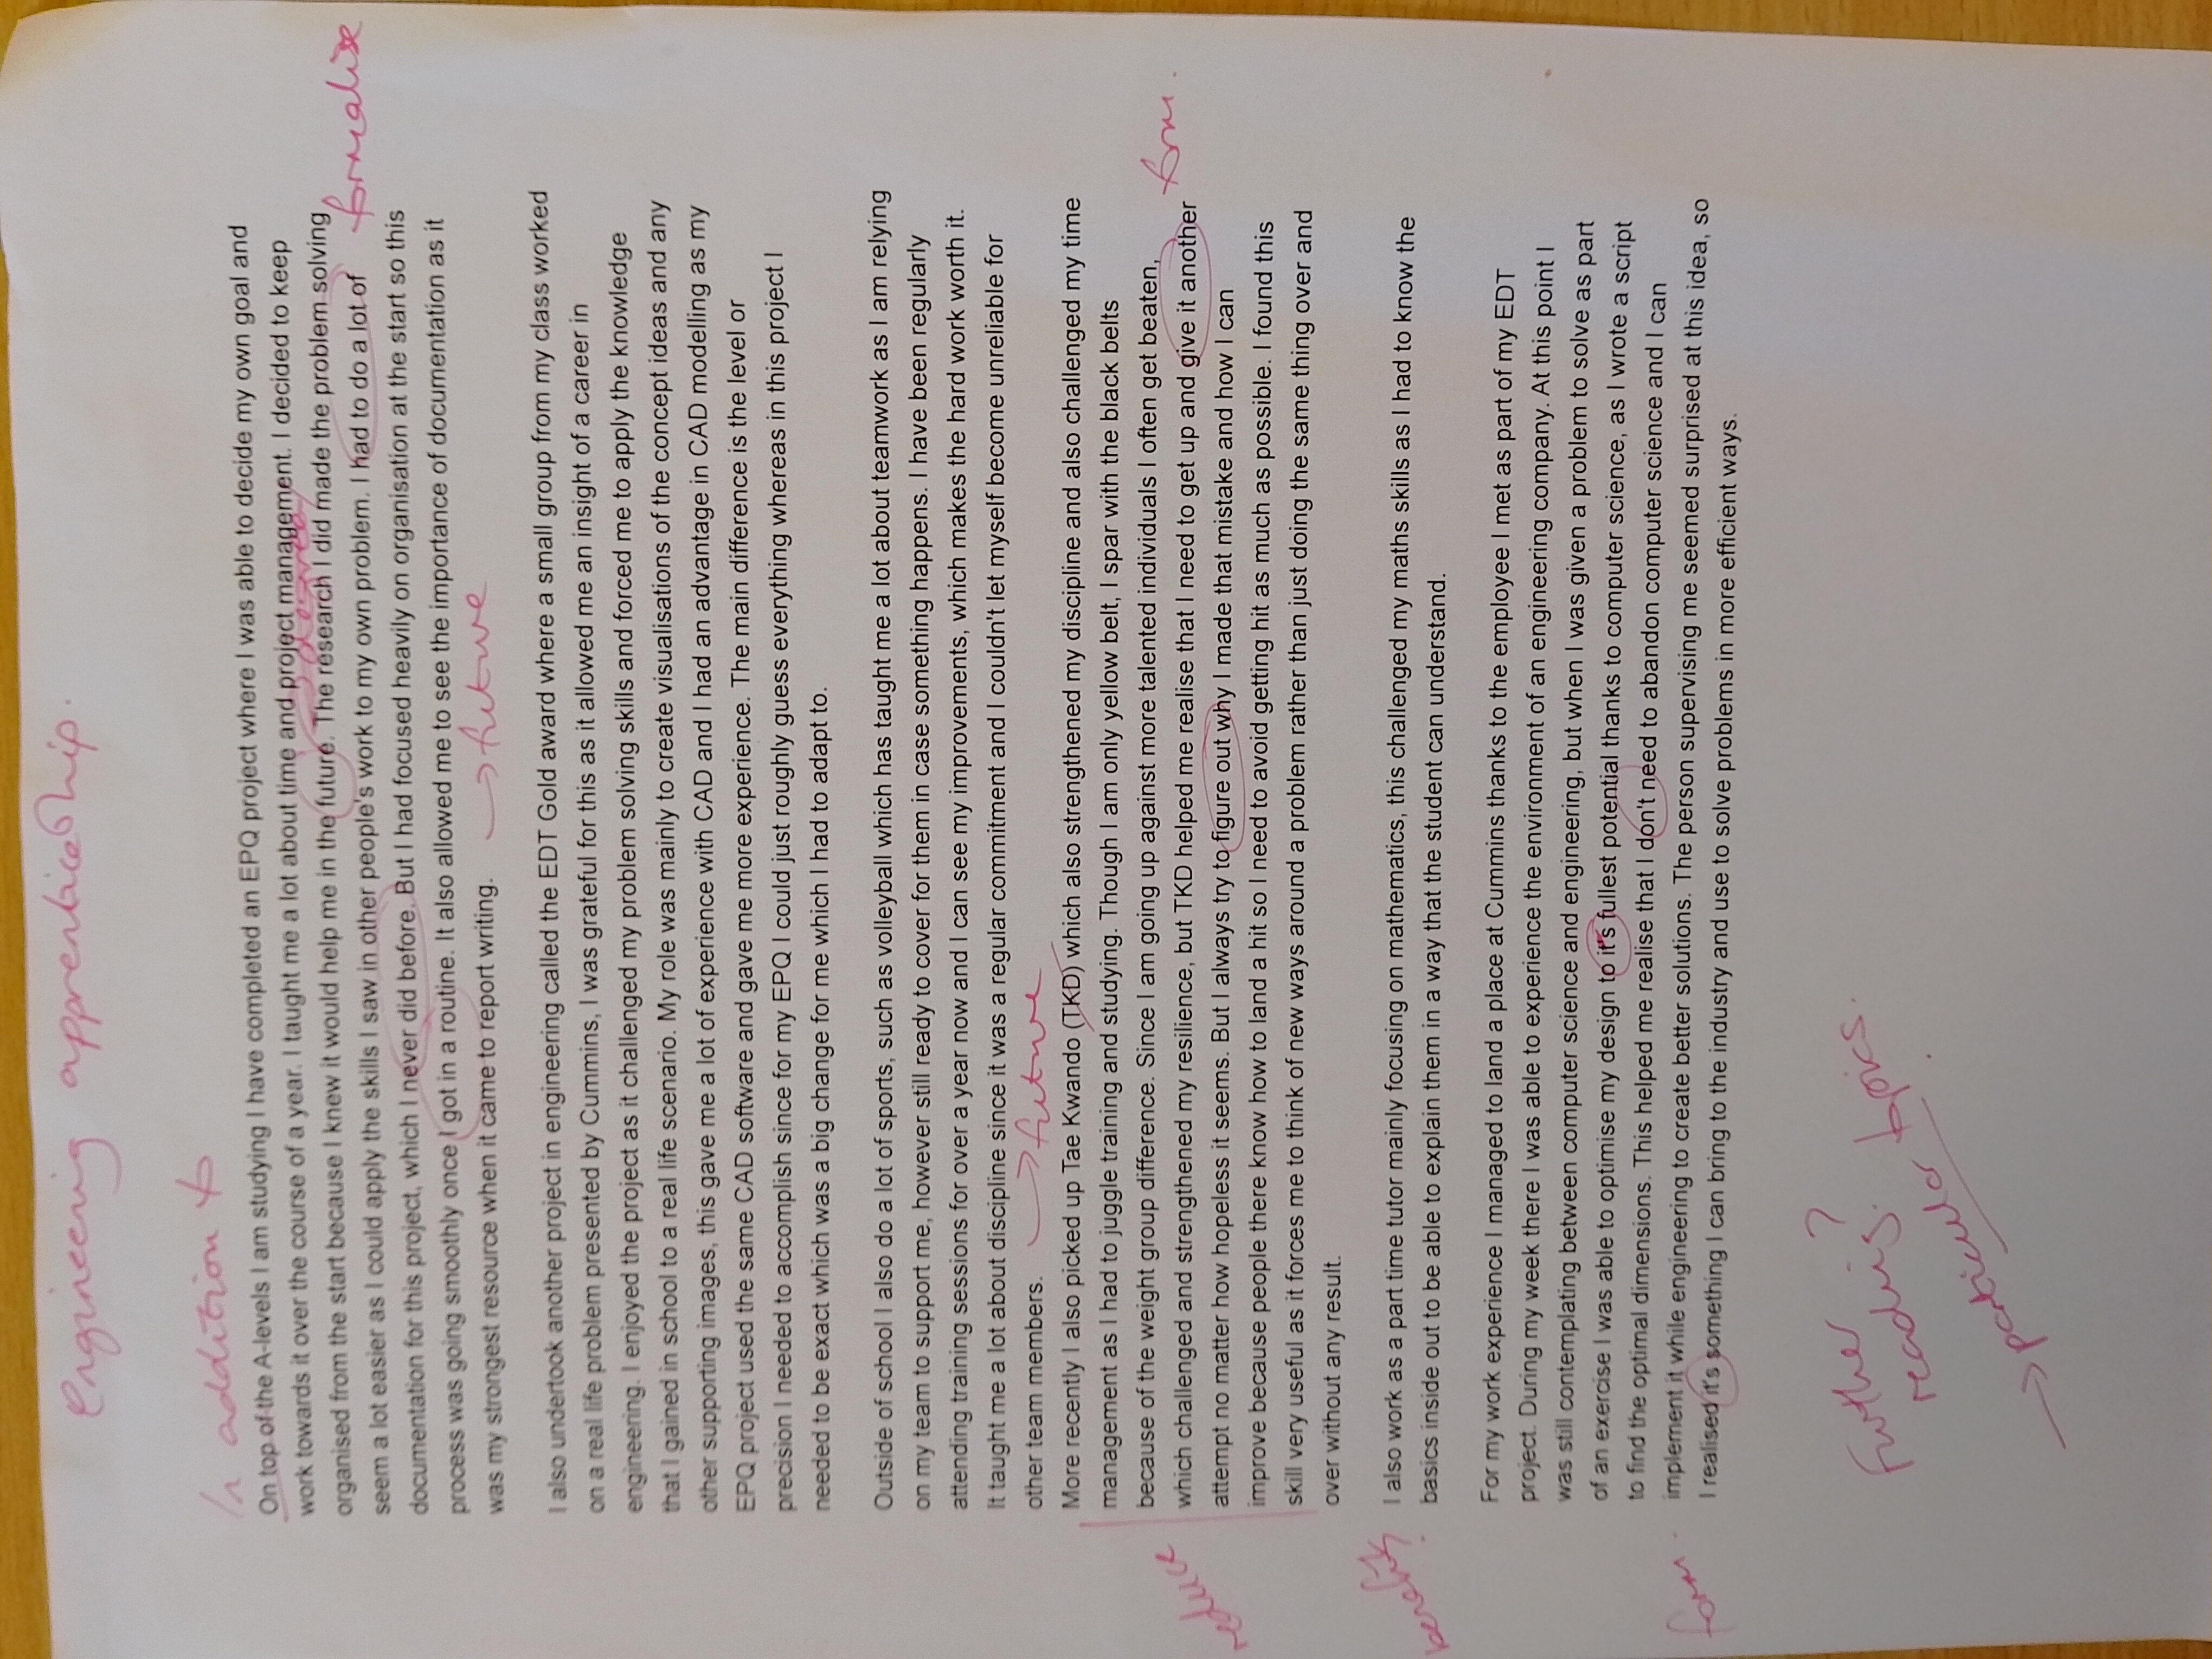 engineering apprenticeship.
In addition to
On top of the A-levels I am studying I have completed an EPQ project where I was able to decide my own goal and
work towards it over the course of a year. I taught me a lot about time and project management. I decided to keep
→ degree
organised from the start because I knew it would help me in the future. The research I did made the problem solving
formalise
seem a lot easier as I could apply the skills I saw in other people's work to my own problem. I had to do a lot of
documentation for this project, which I never did before. But I had focused heavily on organisation at the start so this
process was going smoothly once I got in a routine. It also allowed me to see the importance of documentation as it
was my strongest resource when it came to report writing. → future
I also undertook another project in engineering called the EDT Gold award where a small group from my class worked
on a real life problem presented by Cummins, I was grateful for this as it allowed me an insight of a career in
engineering. I enjoyed the project as it challenged my problem solving skills and forced me to apply the knowledge
that I gained in school to a real life scenario. My role was mainly to create visualisations of the concept ideas and any
other supporting images, this gave me a lot of experience with CAD and I had an advantage in CAD modelling as my
EPQ project used the same CAD software and gave me more experience. The main difference is the level or
precision I needed to accomplish since for my EPQ I could just roughly guess everything whereas in this project I
needed to be exact which was a big change for me which I had to adapt to.
Outside of school I also do a lot of sports, such as volleyball which has taught me a lot about teamwork as I am relying
on my team to support me, however still ready to cover for them in case something happens. I have been regularly
attending training sessions for over a year now and I can see my improvements, which makes the hard work worth it.
It taught me a lot about discipline since it was a regular commitment and I couldn't let myself become unreliable for
other team members. → future
More recently I also picked up Tae Kwando (TKD) which also strengthened my discipline and also challenged my time
management as I had to juggle training and studying. Though I am only yellow belt, I spar with the black belts
because of the weight group difference. Since I am going up against more talented individuals I often get beaten,
reduce
which challenged and strengthened my resilience, but TKD helped me realise that I need to get up and give it another
form.
attempt no matter how hopeless it seems. But I always try to figure out why I made that mistake and how I can
improve because people there know how to land a hit so I need to avoid getting hit as much as possible. I found this
skill very useful as it forces me to think of new ways around a problem rather than just doing the same thing over and
over without any result.
benefits?
I also work as a part time tutor mainly focusing on mathematics, this challenged my maths skills as I had to know the
basics inside out to be able to explain them in a way that the student can understand.
For my work experience I managed to land a place at Cummins thanks to the employee I met as part of my EDT
project. During my week there I was able to experience the environment of an engineering company. At this point I
was still contemplating between computer science and engineering, but when I was given a problem to solve as part
of an exercise I was able to optimise my design to it's fullest potential thanks to computer science, as I wrote a script
to find the optimal dimensions. This helped me realise that I don't need to abandon computer science and I can
form.
implement it while engineering to create better solutions. The person supervising me seemed surprised at this idea, so
I realised it's something I can bring to the industry and use to solve problems in more efficient ways.
Further
reading?
→ particular topics.